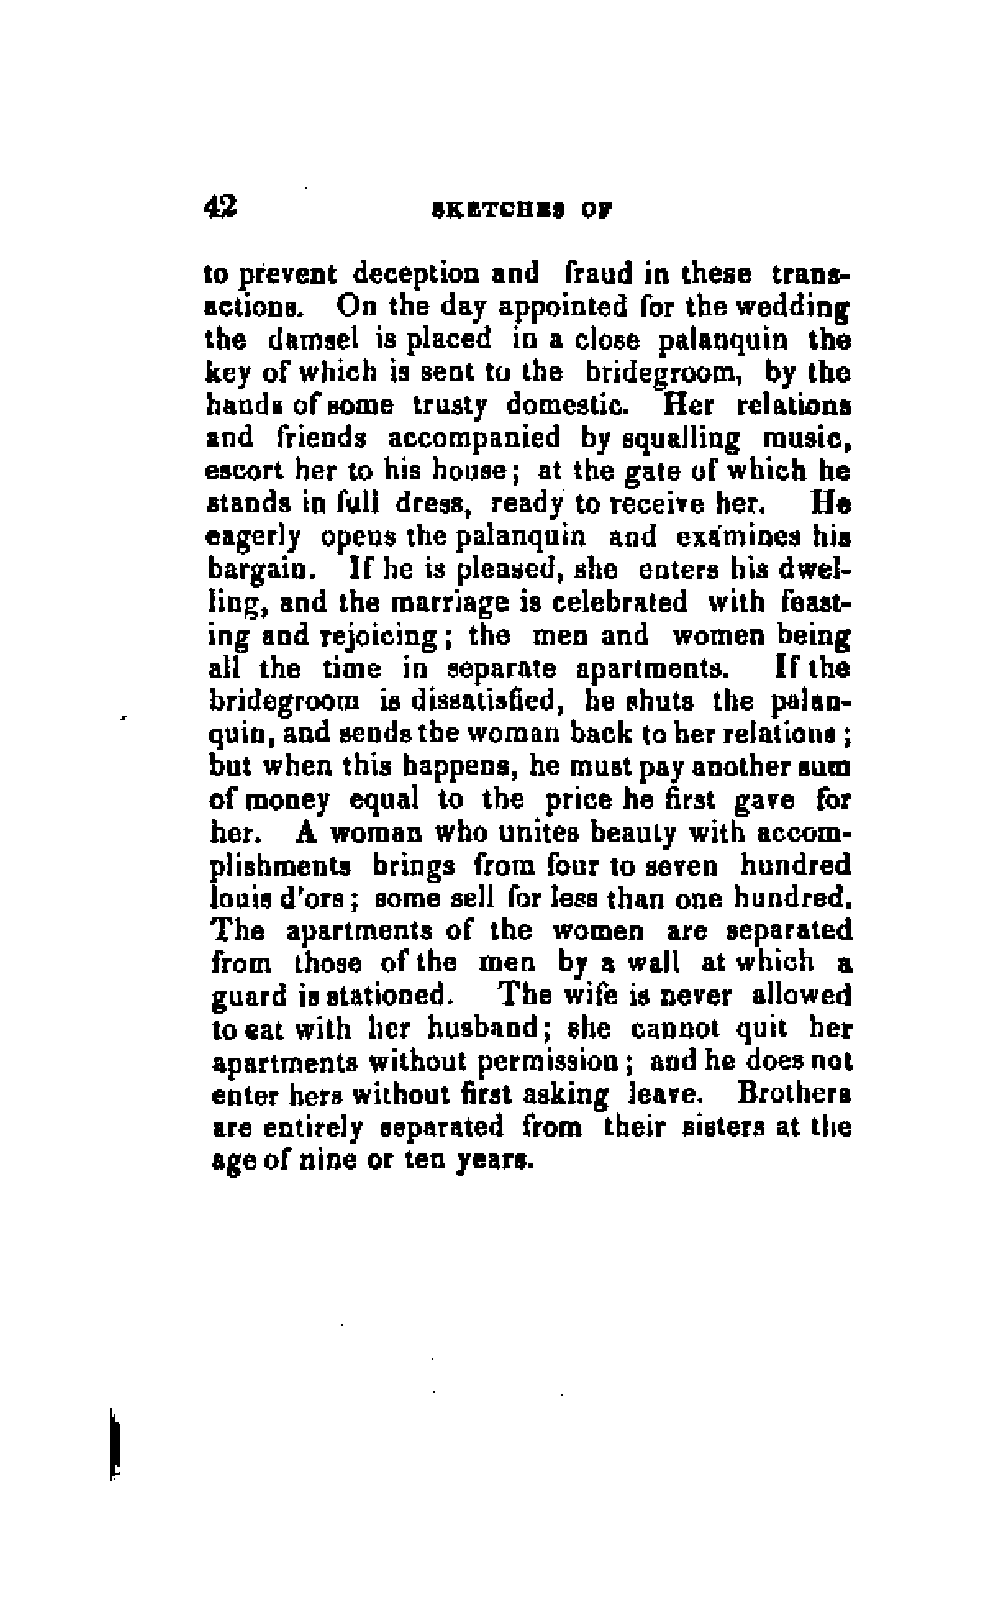 42 SKETCHES OF
to prevent deception and fraud in these trans-
actions. On the day appointed for the wedding
the damsel is placed in a close palanquin the
key of which is sent to the bridegroom, by the
hands of some trusty domestic. Her relations
and friends accompanied by squalling music,
escort her to his house; at the gate of which he
stands in full dress, ready to receive her. He
eagerly opens the palanquin and examines his
bargain. If he is pleased, she enters his dwel-
ling, and the marriage is celebrated with feast-
ing and rejoicing; the men and women being
all the time in separate apartments. If the
bridegroom is dissatisfied, he shuts the palan-
quin, and sends the woman back to her relations;
but when this happens, he must pay another sum
of money equal to the price he first gave for
her. A woman who unites beauty with accom-
plishments brings from four to seven hundred
louis d'ors; some sell for less than one hundred.
The apartments of the women are separated
from those of the men by a wall at which a
guard is stationed. The wife is never allowed
to eat with her husband; she cannot quit her
apartments without permission; and he does not
enter hers without first asking leave. Brothers
are entirely separated from their sisters at the
age of nine or ten years.